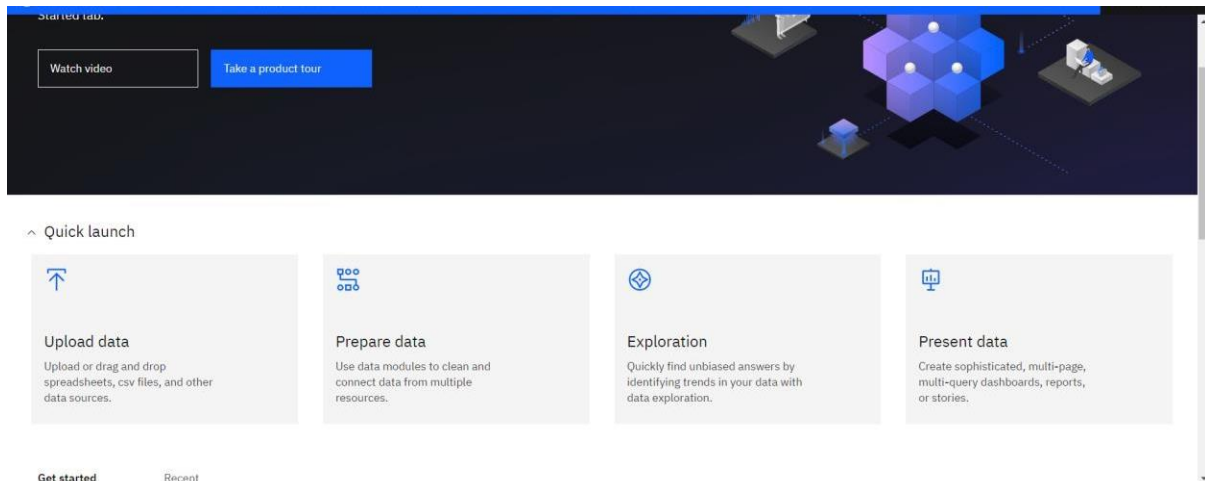 Started tab.
Watch video
Take a product tour
Quick launch
Upload data
Upload or drag and drop
spreadsheets, csv files, and other
data sources.
Prepare data
Use data modules to clean and
connect data from multiple
resources.
Exploration
Quickly find unbiased answers by
identifying trends in your data with
data exploration.
Present data
Create sophisticated, multi-page,
multi-query dashboards, reports,
or stories.
Get started
Recent